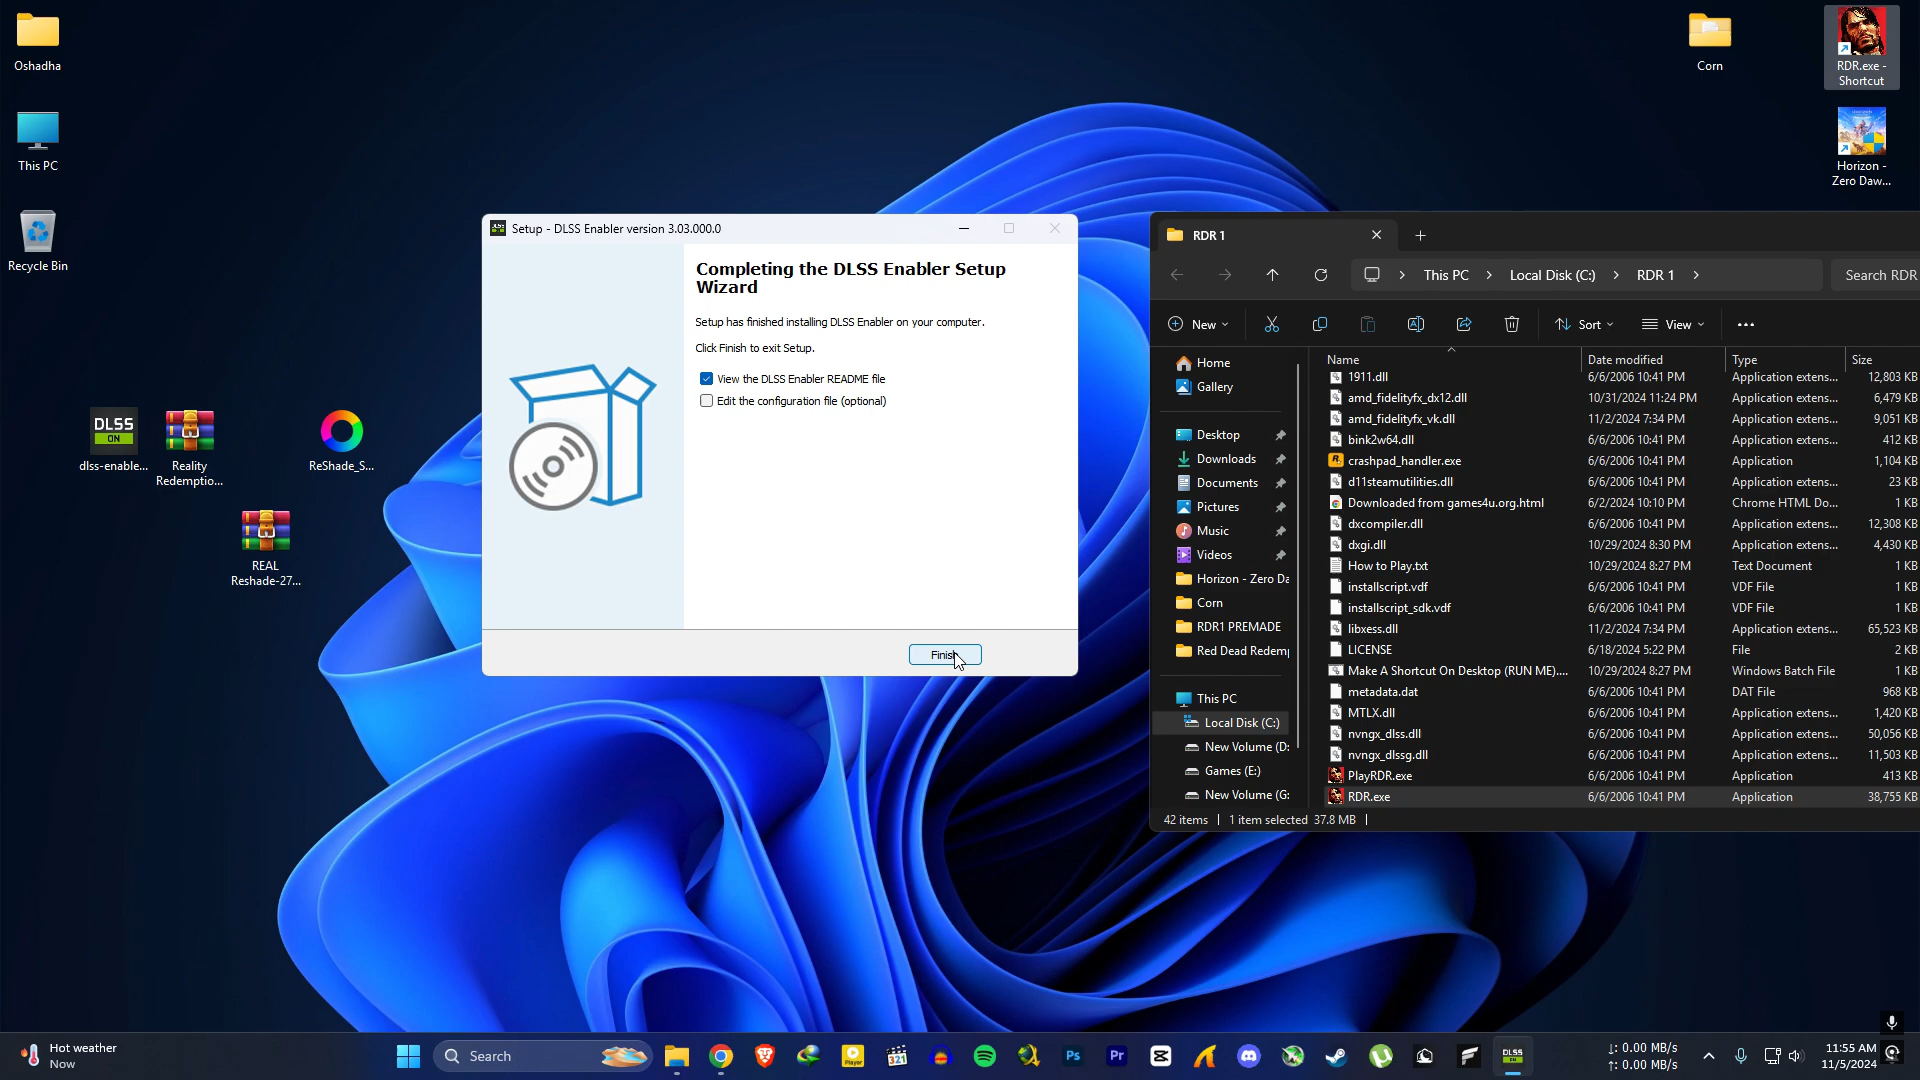 Oshadha
This PC
Recycle Bin
DLSS
ON
dlss-enable...
Reality
Redemptio...
ReShade_S...
REAL
Reshade-27...
Corn
RDR.exe -
Shortcut
Horizon -
Zero Daw...
Setup - DLSS Enabler version 3.03.000.0
Completing the DLSS Enabler Setup
Wizard
Setup has finished installing DLSS Enabler on your computer.
Click Finish to exit Setup.
View the DLSS Enabler README file
Edit the configuration file (optional)
Finish
RDR 1
This PC > Local Disk (C:) > RDR 1 >
Search RDR
New
Sort
View
Home
Gallery
Desktop
Downloads
Documents
Pictures
Music
Videos
Horizon - Zero Da
Corn
RDR1 PREMADE
Red Dead Redemp
This PC
Local Disk (C:)
New Volume (D:
Games (E:)
New Volume (G:
Name Date modified Type Size
1911.dll 6/6/2006 10:41 PM Application extens... 12,803 KB
amd_fidelityfx_dx12.dll 10/31/2024 11:24 PM Application extens... 6,479 KB
amd_fidelityfx_vk.dll 11/2/2024 7:34 PM Application extens... 9,051 KB
bink2w64.dll 6/6/2006 10:41 PM Application extens... 412 KB
crashpad_handler.exe 6/6/2006 10:41 PM Application 1,104 KB
d11steamutilities.dll 6/6/2006 10:41 PM Application extens... 23 KB
Downloaded from games4u.org.html 6/2/2024 10:10 PM Chrome HTML Do... 1 KB
dxcompiler.dll 6/6/2006 10:41 PM Application extens... 12,308 KB
dxgi.dll 10/29/2024 8:30 PM Application extens... 4,430 KB
How to Play.txt 10/29/2024 8:27 PM Text Document 1 KB
installscript.vdf 6/6/2006 10:41 PM VDF File 1 KB
installscript_sdk.vdf 6/6/2006 10:41 PM VDF File 1 KB
libxess.dll 11/2/2024 7:34 PM Application extens... 65,523 KB
LICENSE 6/18/2024 5:22 PM File 2 KB
Make A Shortcut On Desktop (RUN ME).... 10/29/2024 8:27 PM Windows Batch File 1 KB
metadata.dat 6/6/2006 10:41 PM DAT File 968 KB
MTLX.dll 6/6/2006 10:41 PM Application extens... 1,420 KB
nvngx_dlss.dll 6/6/2006 10:41 PM Application extens... 50,056 KB
nvngx_dlssg.dll 6/6/2006 10:41 PM Application extens... 11,503 KB
PlayRDR.exe 6/6/2006 10:41 PM Application 413 KB
RDR.exe 6/6/2006 10:41 PM Application 38,755 KB
42 items | 1 item selected 37.8 MB |
Hot weather
Now
Search
Player
321
Ps
Pr
DLSS
ON
↓: 0.00 MB/s
↑: 0.00 MB/s
11:55 AM
11/5/2024